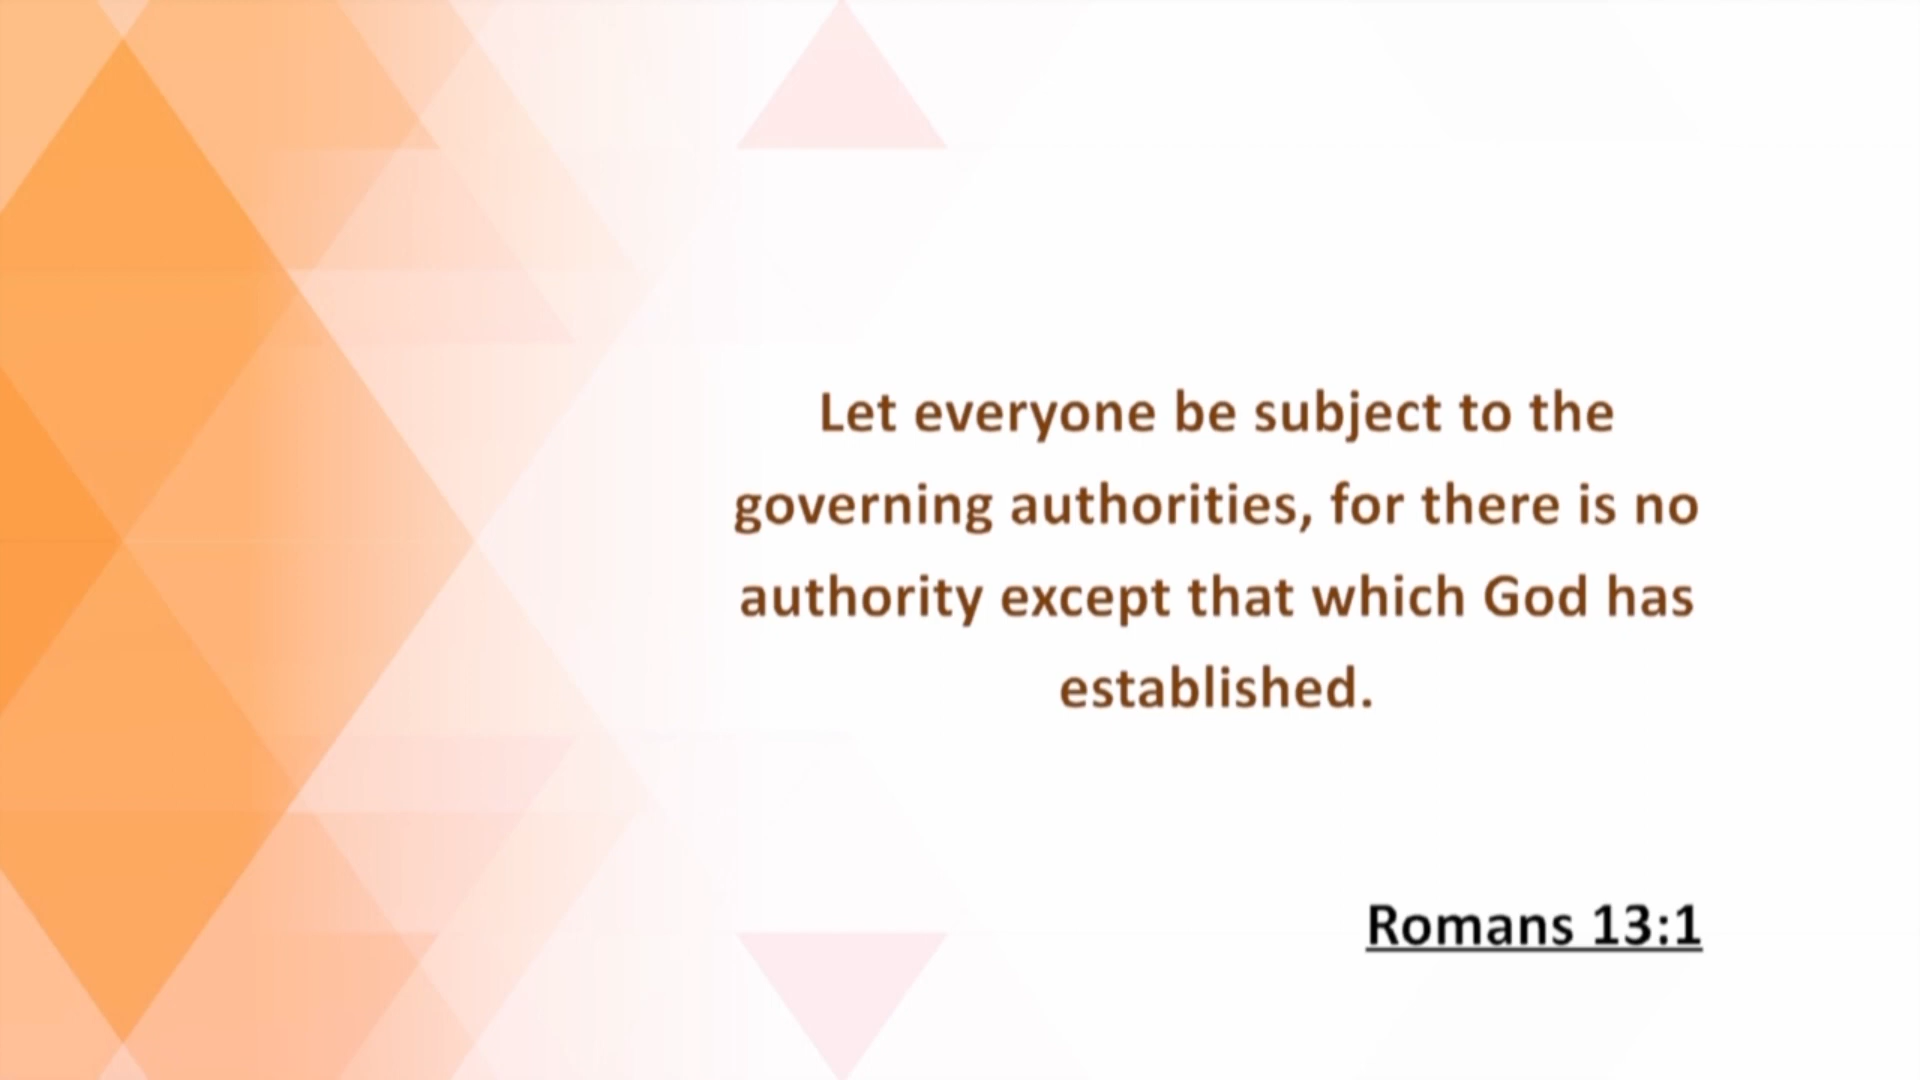 Let everyone be subject to the
governing authorities, for there is no
authority except that which God has
established.
Romans 13:1